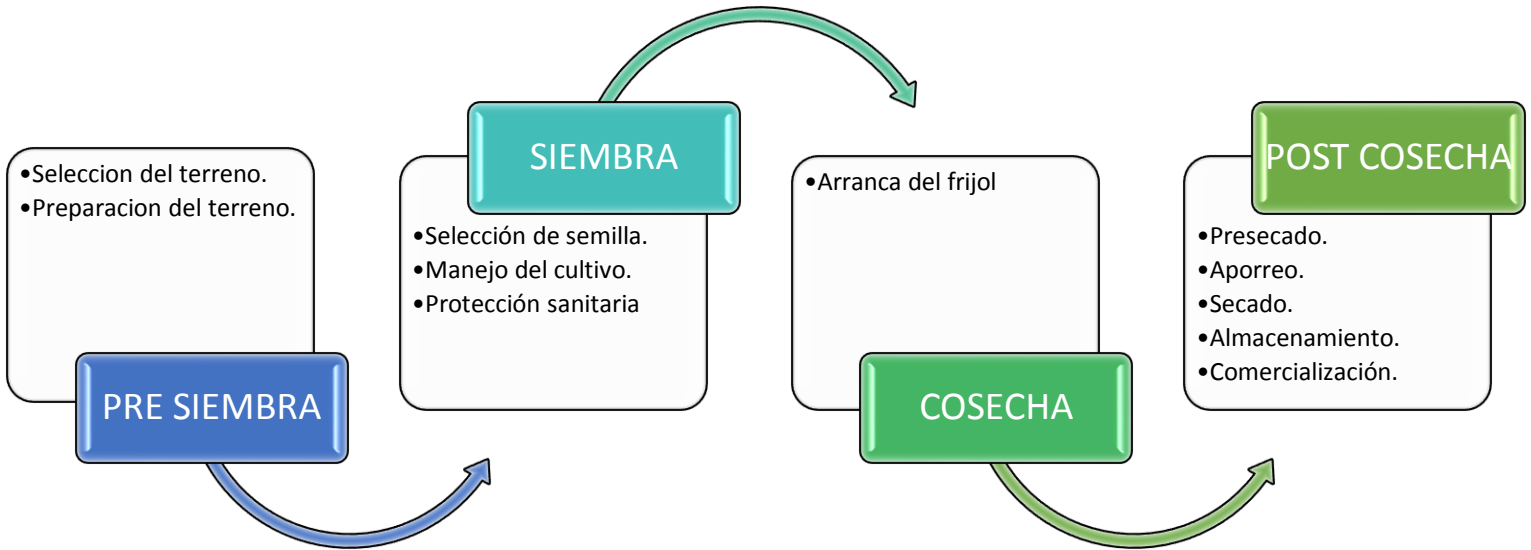 •Seleccion del terreno.
•Preparacion del terreno.
PRE SIEMBRA
SIEMBRA
•Selección de semilla.
•Manejo del cultivo.
•Protección sanitaria
•Arranca del frijol
COSECHA
POST COSECHA
•Presecado.
•Aporreo.
•Secado.
•Almacenamiento.
•Comercialización.